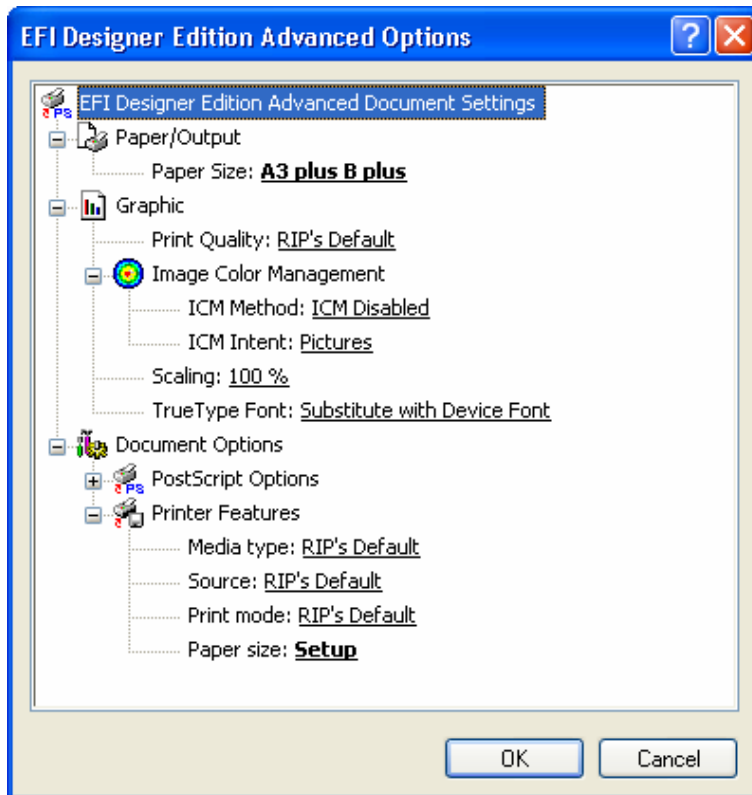 EFI Designer Edition Advanced Options
EFI Designer Edition Advanced Document Settings
Paper/Output
Paper Size: A3 plus B plus
Graphic
Print Quality: RIP's Default
Image Color Management
ICM Method: ICM Disabled
ICM Intent: Pictures
Scaling: 100 %
TrueType Font: Substitute with Device Font
Document Options
PostScript Options
Printer Features
Media type: RIP's Default
Source: RIP's Default
Print mode: RIP's Default
Paper size: Setup
OK
Cancel